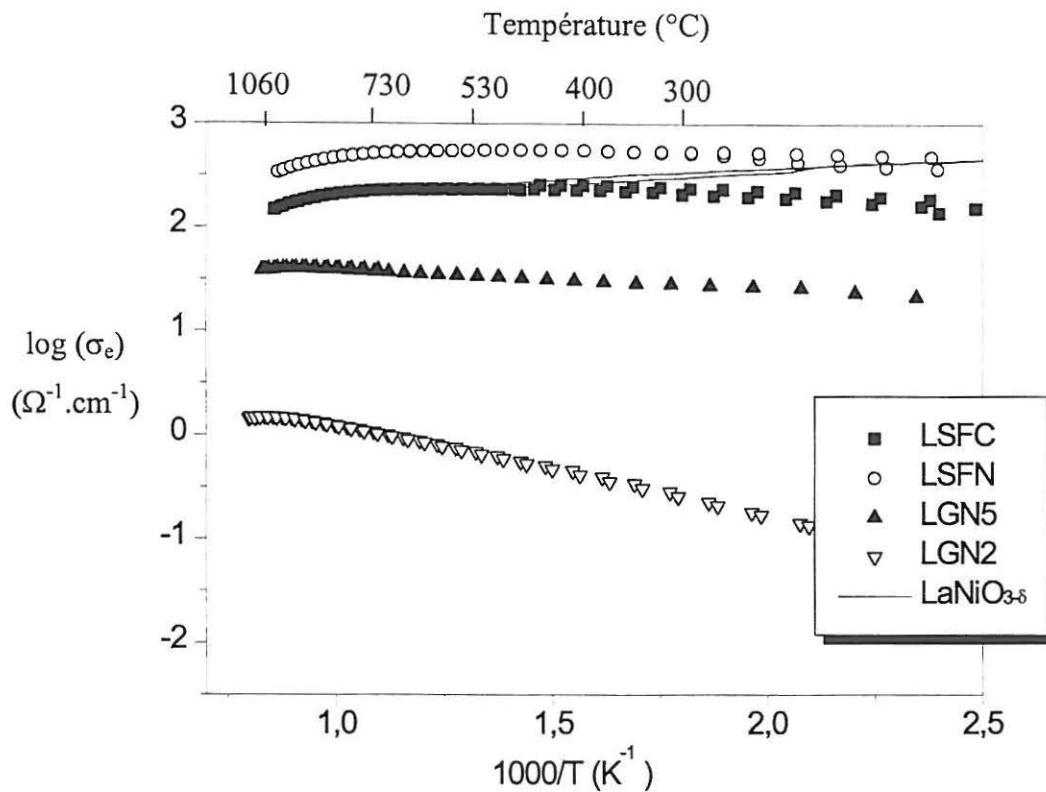 Température (°C)
1060 730 530 400 300
3
2
1
0
-1
-2
log (σₑ)
(Ω⁻¹.cm⁻¹)
LSFC
LSFN
LGN5
LGN2
LaNiO₃₋δ
1,0 1,5 2,0 2,5
1000/T (K⁻¹)